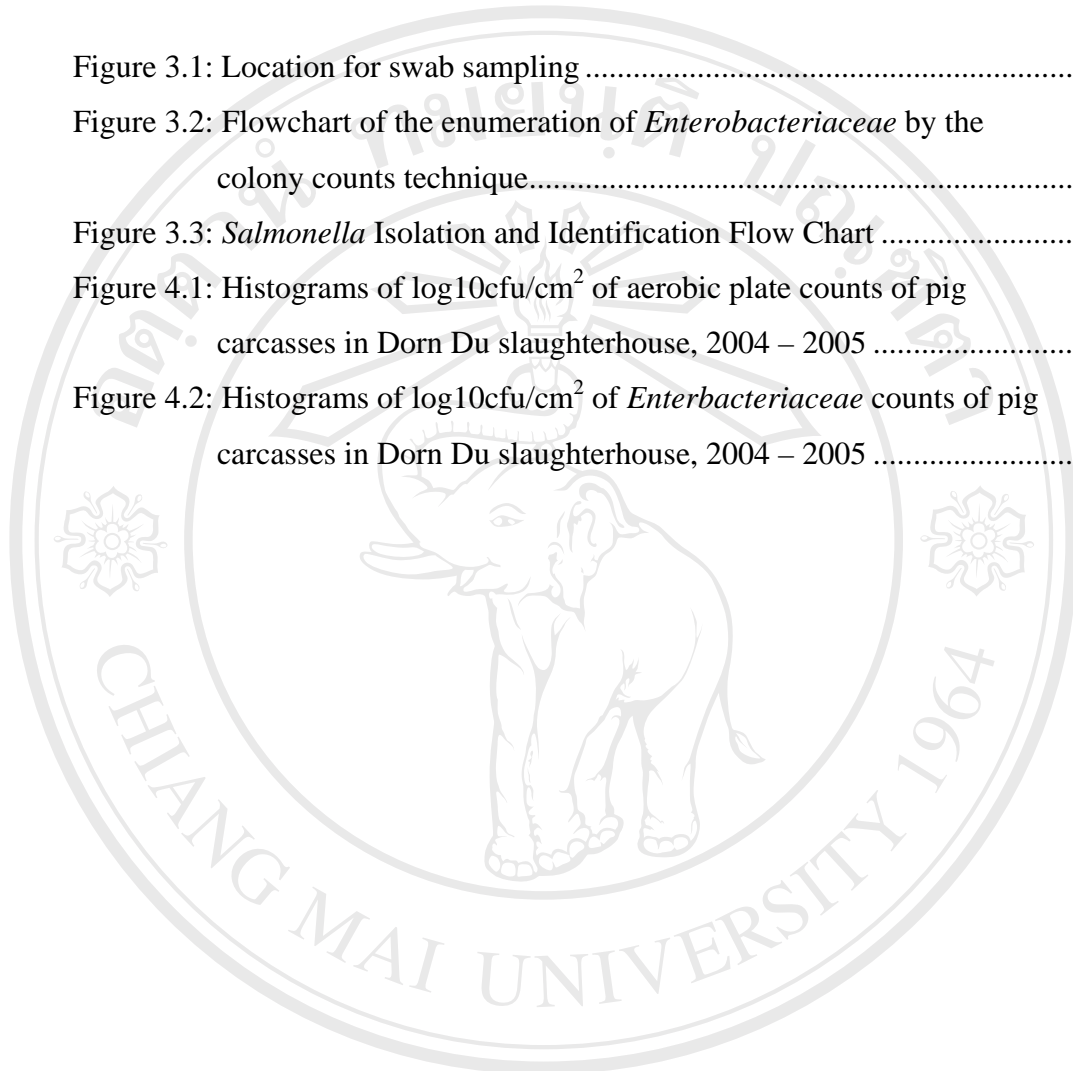 Figure 3.1: Location for swab sampling ..............................................................
Figure 3.2: Flowchart of the enumeration of Enterobacteriaceae by the
colony counts technique......................................................................
Figure 3.3: Salmonella Isolation and Identification Flow Chart ........................
Figure 4.1: Histograms of log10cfu/cm² of aerobic plate counts of pig
carcasses in Dorn Du slaughterhouse, 2004 – 2005 .........................
Figure 4.2: Histograms of log10cfu/cm² of Enterbacteriaceae counts of pig
carcasses in Dorn Du slaughterhouse, 2004 – 2005 .........................
CHIANG MAI UNIVERSITY 1964